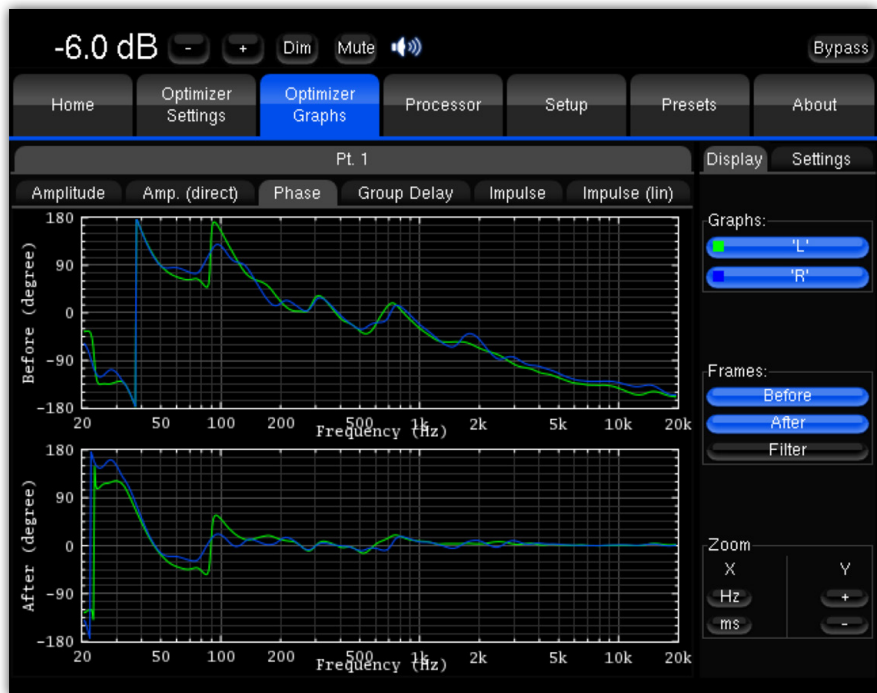 -6.0 dB - + Dim Mute Bypass
Home Optimizer Settings Optimizer Graphs Processor Setup Presets About
Pt. 1
Display Settings
Amplitude Amp. (direct) Phase Group Delay Impulse Impulse (lin)
Before (degree)
180
90
0
-90
-180
20 50 100 200 500 1k 2k 5k 10k 20k
Frequency (Hz)
After (degree)
180
90
0
-90
-180
20 50 100 200 500 1k 2k 5k 10k 20k
Frequency (Hz)
Graphs:
'L'
'R'
Frames:
Before
After
Filter
Zoom
X Y
Hz +
ms -